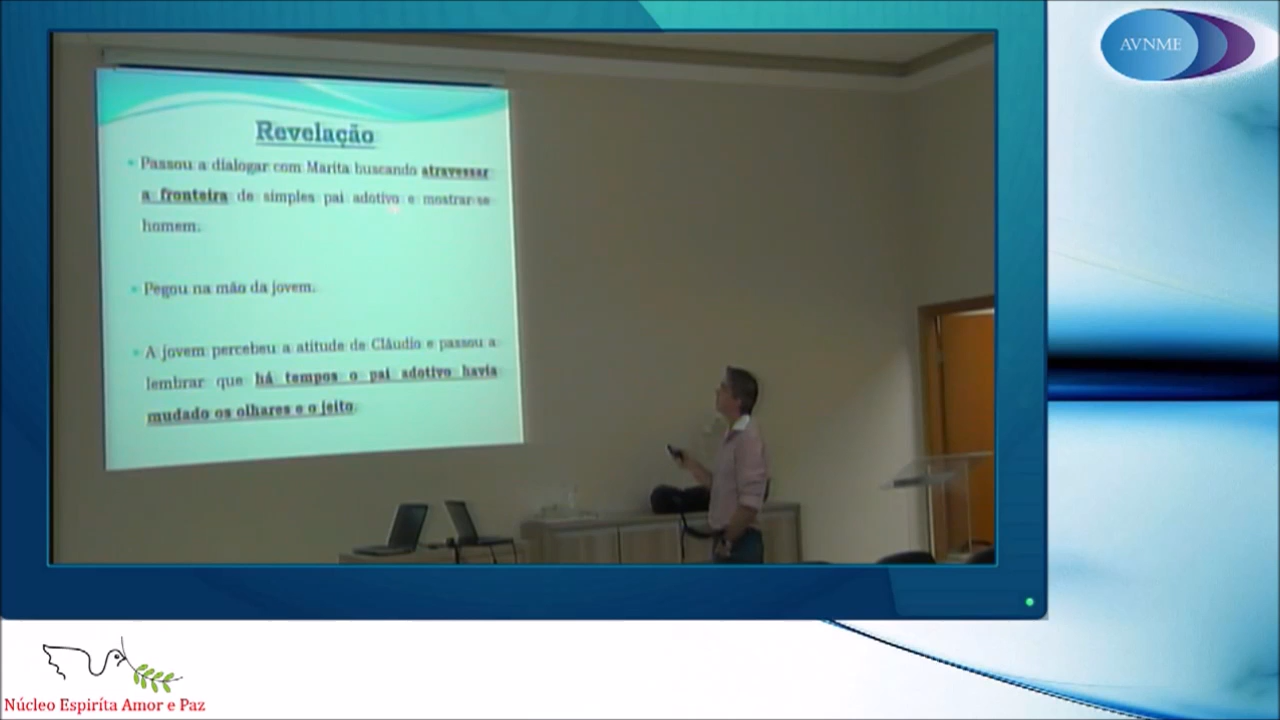 AVNME
Revelação
Passou a dialogar com Marita buscando atravessar
a fronteira de simples pai adotivo e mostrar-se
homem.
Pegou na mão da jovem.
A jovem percebeu a atitude de Cláudio e passou a
lembrar que há tempos o pai adotivo havia
mudado os olhares e o jeito.
Núcleo Espiríta Amor e Paz